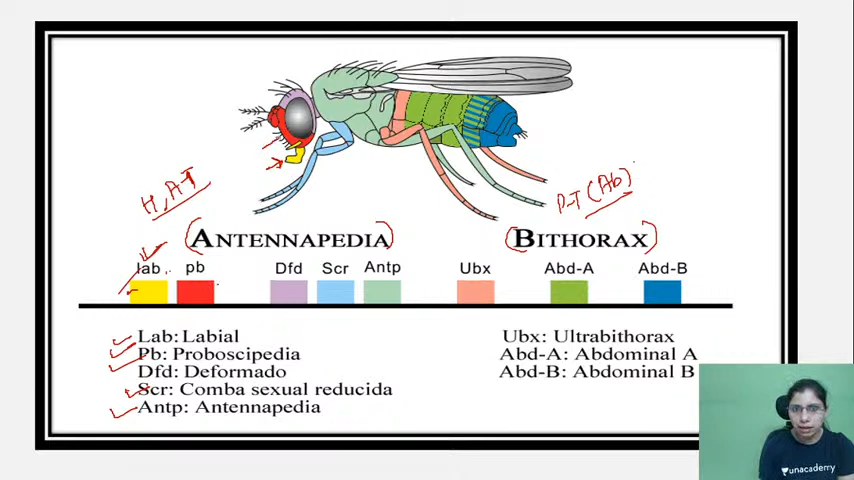 H, A-T
P-T (Ab)
(ANTENNAPEDIA)
(BITHORAX)
lab pb Dfd Scr Antp Ubx Abd-A Abd-B
Lab: Labial
Pb: Proboscipedia
Dfd: Deformado
Scr: Comba sexual reducida
Antp: Antennapedia
Ubx: Ultrabithorax
Abd-A: Abdominal A
Abd-B: Abdominal B
unacademy